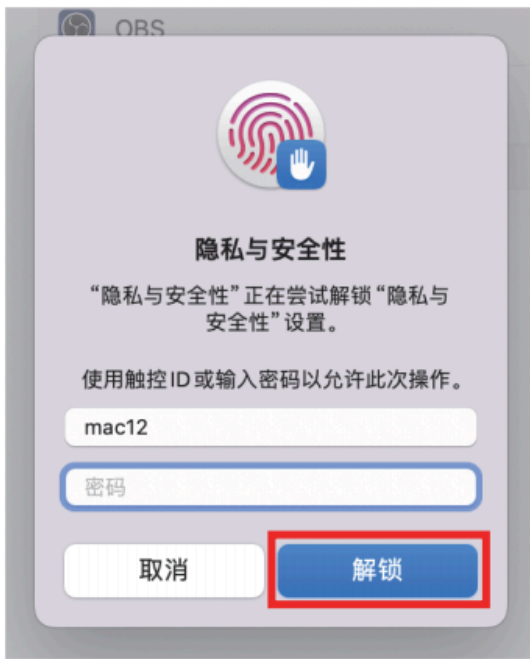 OBS
隐私与安全性
“隐私与安全性”正在尝试解锁“隐私与
安全性”设置。
使用触控ID或输入密码以允许此次操作。
mac12
密码
取消
解锁